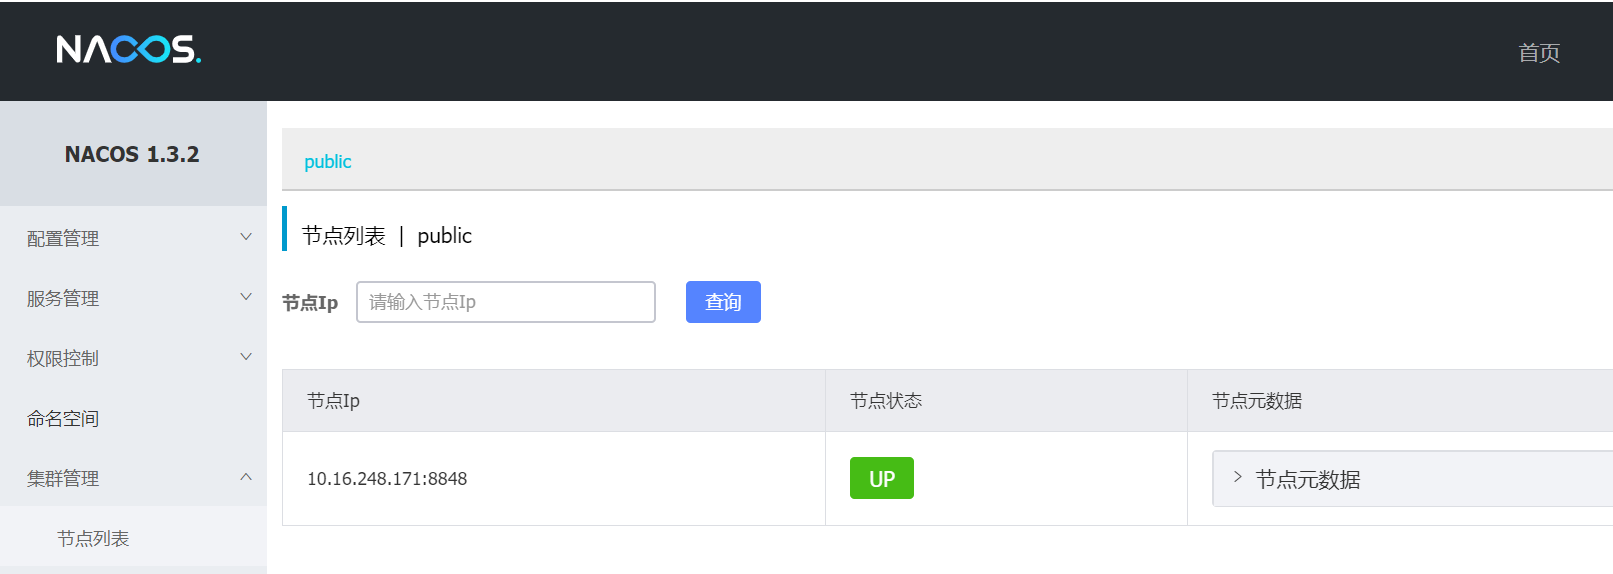 NACOS.
首页
NACOS 1.3.2
配置管理
服务管理
权限控制
命名空间
集群管理
节点列表
public
节点列表 | public
节点Ip 请输入节点Ip 查询
节点Ip 节点状态 节点元数据
10.16.248.171:8848 UP 节点元数据